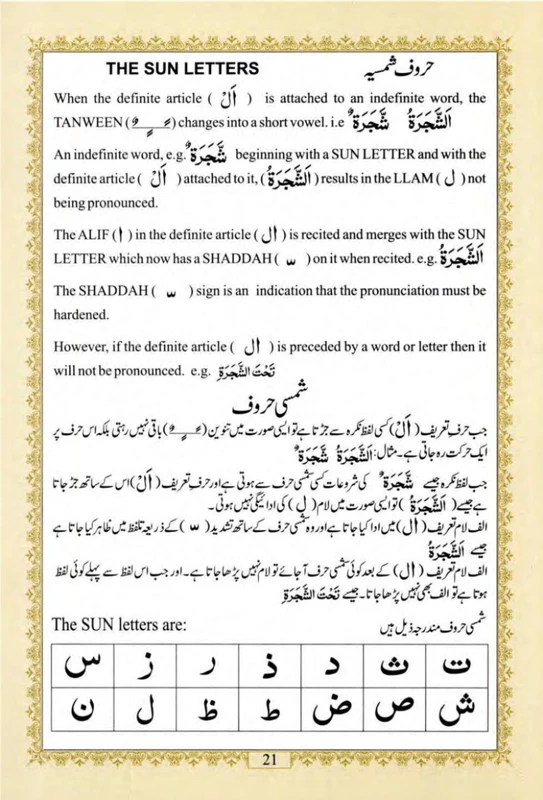 THE SUN LETTERS حروف شمسیہ
When the definite article ( اَلْ ) is attached to an indefinite word, the
TANWEEN ( ـًـــٍـــٌ ) changes into a short vowel. i.e شَّجَرَةٌ اَلشَّجَرَةُ
An indefinite word, e.g. شَّجَرَةٌ beginning with a SUN LETTER and with the
definite article ( اَلْ ) attached to it, ( اَلشَّجَرَةُ ) results in the LLAM ( ل ) not
being pronounced.
The ALIF ( ا ) in the definite article ( ال ) is recited and merges with the SUN
LETTER which now has a SHADDAH ( ّ ) on it when recited. e.g. اَلشَّجَرَةُ
The SHADDAH ( ّ ) sign is an indication that the pronunciation must be
hardened.
However, if the definite article ( ال ) is preceded by a word or letter then it
will not be pronounced. e.g. تَحْتَ الشَّجَرَةِ
شمسی حروف
جب حرف تعریف ( اَلْ ) کسی لفظ نکرہ سے جڑتا ہے تو ایسی صورت میں تنوین ( ـًـــٍـــٌ ) باقی نہیں رہتی بلکہ اس حرف پر
ایک حرکت رہ جاتی ہے۔ مثال: اَلشَّجَرَةُ شَّجَرَةٌ
جب لفظ نکرہ جیسے شَّجَرَةٌ کی شروعات کسی شمسی حرف سے ہوتی ہے اور حرف تعریف ( اَلْ ) اس کے ساتھ جڑ جاتا
ہے جیسے ( اَلشَّجَرَةُ ) تو ایسی صورت میں لام ( ل ) کی ادائیگی نہیں ہوتی۔
الف لام تعریف ( ال ) میں ادا کیا جاتا ہے اور وہ شمسی حرف کے ساتھ تشدید ( ّ ) کے ذریعہ تلفظ میں ظاہر کیا جاتا ہے
جیسے اَلشَّجَرَةُ
الف لام تعریف ( ال ) کے بعد کوئی شمسی حرف آ جائے تو لام نہیں پڑھا جاتا ہے۔ اور جب اس لفظ سے پہلے کوئی لفظ
ہوتا ہے تو الف بھی نہیں پڑھا جاتا۔ جیسے تَحْتَ الشَّجَرَةِ
The SUN letters are: شمسی حروف مندرجہ ذیل ہیں
ت ث د ذ ر ز س
ش ص ض ط ظ ل ن
21